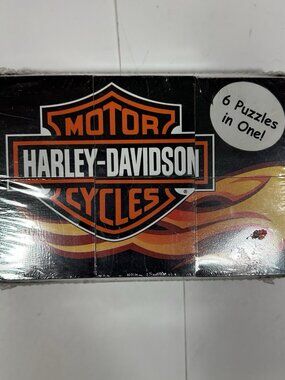 6 Puzzles
in One!
MOTOR
HARLEY-DAVIDSON
CYCLES
®